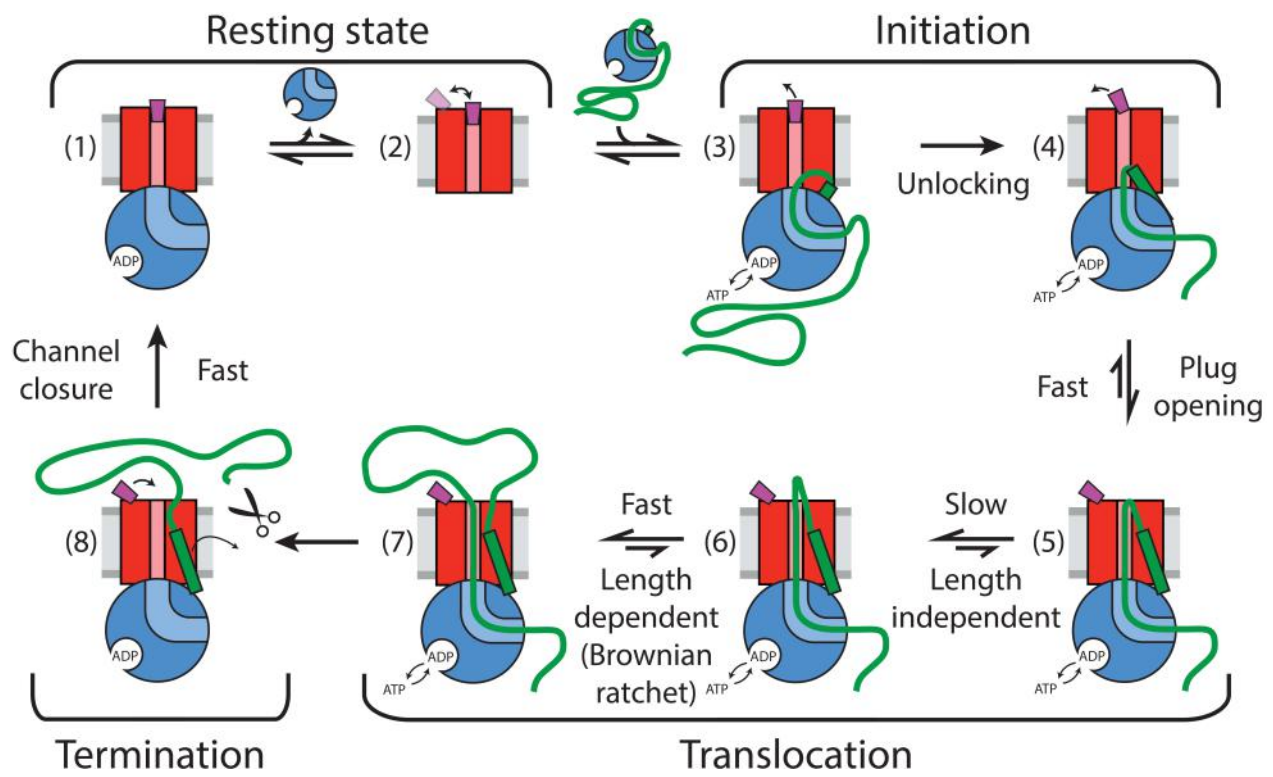 Resting state
Initiation
(1)
ADP
(2)
(3)
ADP
ATP
Unlocking
(4)
ADP
ATP
Fast
Plug
opening
(5)
ADP
ATP
Slow
Length
independent
(6)
ADP
ATP
Fast
Length
dependent
(Brownian
ratchet)
(7)
ADP
ATP
(8)
ADP
Channel
closure
Fast
Termination
Translocation